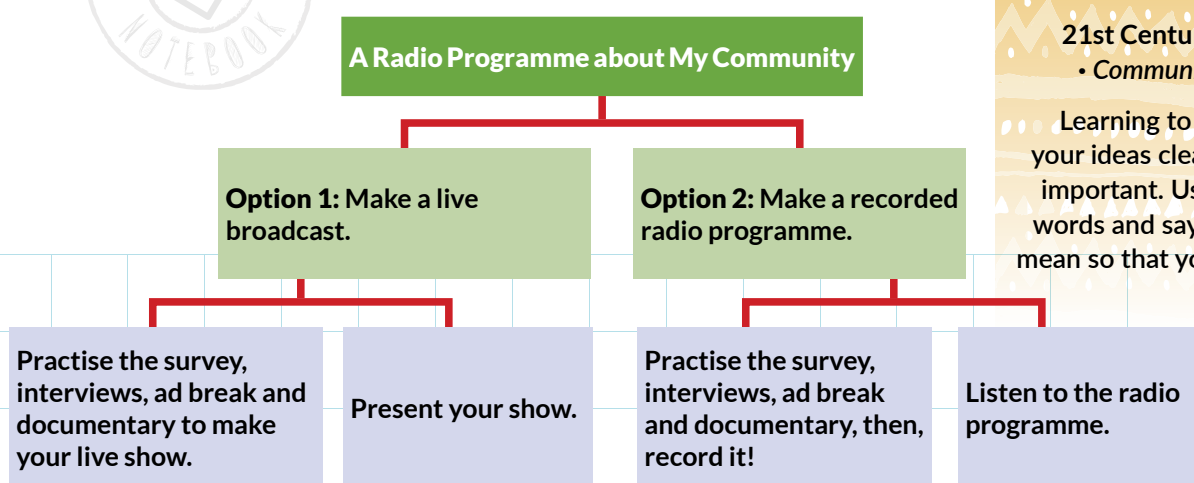 NOTEBOOK
A Radio Programme about My Community
21st Centu
• Commun
Learning to
your ideas clea
important. Us
words and say
mean so that yo
Option 1: Make a live
broadcast.
Option 2: Make a recorded
radio programme.
Practise the survey,
interviews, ad break and
documentary to make
your live show.
Present your show.
Practise the survey,
interviews, ad break
and documentary, then,
record it!
Listen to the radio
programme.